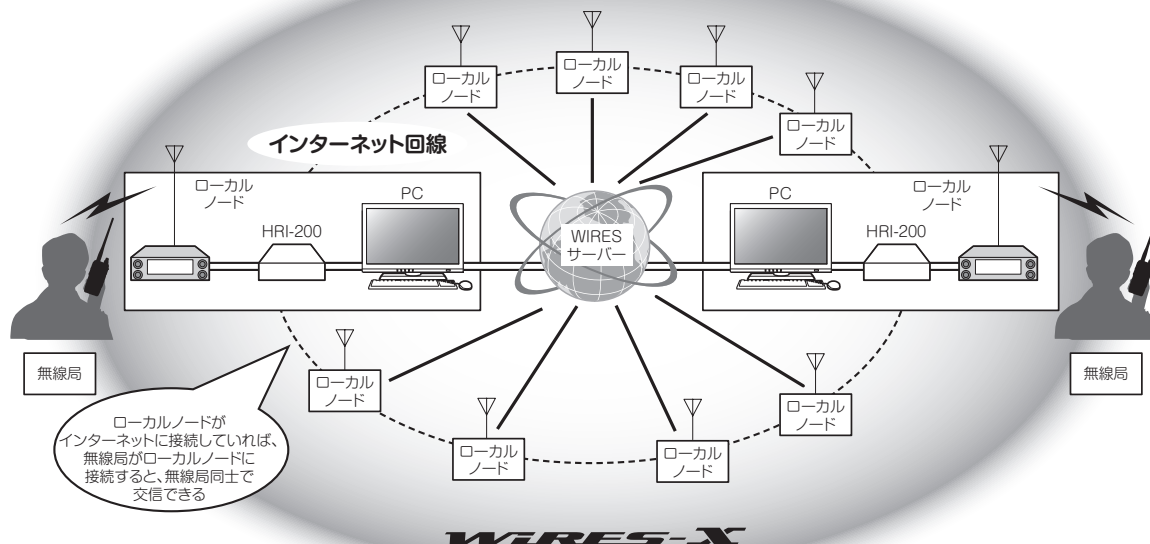 ローカル
ノード
ローカル
ノード
ローカル
ノード
ローカル
ノード
インターネット回線
ローカル
ノード
PC
HRI-200
WIRES
サーバー
PC
ローカル
ノード
HRI-200
無線局
無線局
ローカル
ノード
ローカル
ノード
ローカル
ノード
ローカル
ノード
ローカルノードが
インターネットに接続していれば、
無線局がローカルノードに
接続すると、無線局同士で
交信できる
WiRES-X